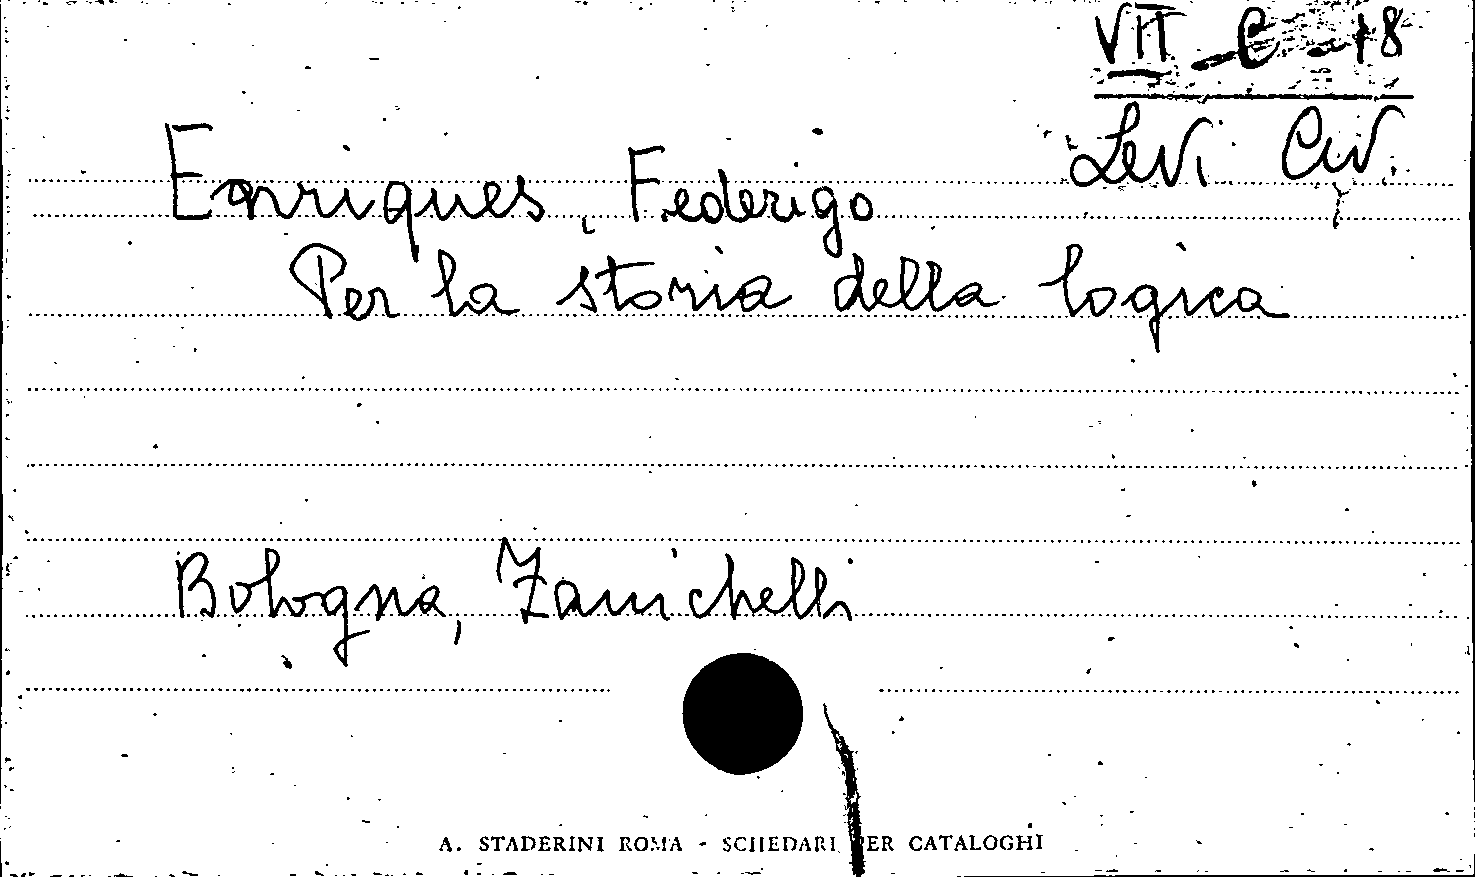 VII - C - 18
Levi Civ.
Enriques, Federigo
Per la storia della logica
Bologna, Zanichelli
A. STADERINI ROMA - SCHEDARI PER CATALOGHI